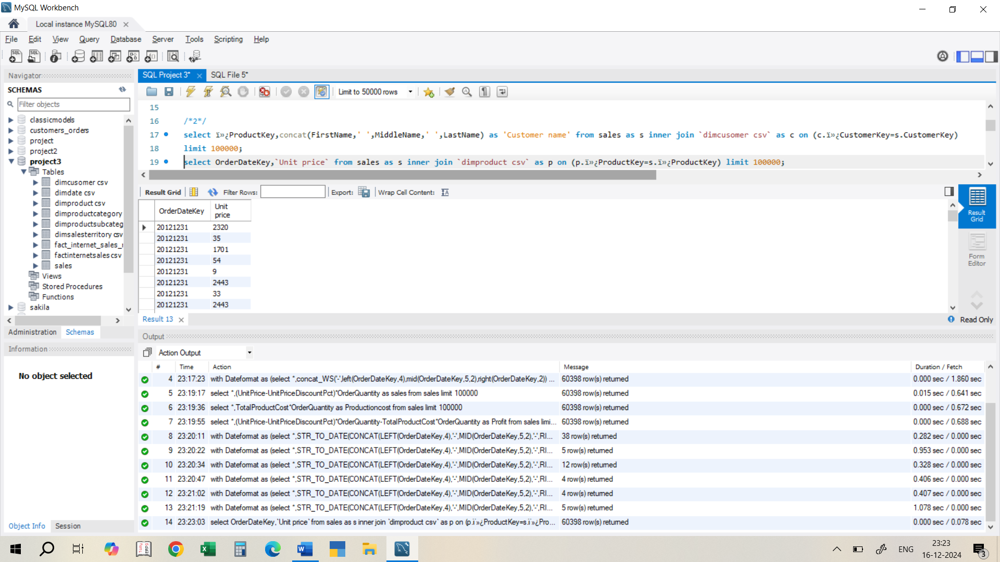 MySQL Workbench
Local instance MySQL80
File Edit View Query Database Server Tools Scripting Help
Navigator
SCHEMAS
Filter objects
classicmodels
customers_orders
project
project2
project3
Tables
dimcusomer csv
dimdate csv
dimproduct csv
dimproductcategory
dimproductsubcateg
dimsalesterritory csv
fact_internet_sales_
factinternetsales csv
sales
Views
Stored Procedures
Functions
sakila
Administration Schemas
Information
No object selected
Object Info Session
SQL Project 3* SQL File 5*
Limit to 50000 rows
15
16 /*2*/
17 select ï»¿ProductKey,concat(FirstName,' ',MiddleName,' ',LastName) as 'Customer name' from sales as s inner join `dimcusomer csv` as c on (c.ï»¿CustomerKey=s.CustomerKey)
18 limit 100000;
19 select OrderDateKey,`Unit price` from sales as s inner join `dimproduct csv` as p on (p.ï»¿ProductKey=s.ï»¿ProductKey) limit 100000;
Result Grid Filter Rows: Export: Wrap Cell Content:
OrderDateKey Unit price
20121231 2320
20121231 35
20121231 1701
20121231 54
20121231 9
20121231 2443
20121231 33
20121231 2443
Result Grid
Form Editor
Result 13
Read Only
Output
Action Output
# Time Action Message Duration / Fetch
4 23:17:23 with Dateformat as (select *,concat_WS('-',left(OrderDateKey,4),mid(OrderDateKey,5,2),right(OrderDateKey,2)) ... 60398 row(s) returned 0.000 sec / 1.860 sec
5 23:19:17 select *,(UnitPrice-UnitPriceDiscountPct)*OrderQuantity as sales from sales limit 100000 60398 row(s) returned 0.015 sec / 0.641 sec
6 23:19:36 select *,TotalProductCost*OrderQuantity as Productioncost from sales limit 100000 60398 row(s) returned 0.000 sec / 0.672 sec
7 23:19:55 select *,(UnitPrice-UnitPriceDiscountPct)*OrderQuantity-TotalProductCost*OrderQuantity as Profit from sales limi... 60398 row(s) returned 0.000 sec / 0.688 sec
8 23:20:11 with Dateformat as (select *,STR_TO_DATE(CONCAT(LEFT(OrderDateKey,4),'-',MID(OrderDateKey,5,2),'-',RI... 38 row(s) returned 0.282 sec / 0.000 sec
9 23:20:22 with Dateformat as (select *,STR_TO_DATE(CONCAT(LEFT(OrderDateKey,4),'-',MID(OrderDateKey,5,2),'-',RI... 5 row(s) returned 0.953 sec / 0.000 sec
10 23:20:34 with Dateformat as (select *,STR_TO_DATE(CONCAT(LEFT(OrderDateKey,4),'-',MID(OrderDateKey,5,2),'-',RI... 12 row(s) returned 0.328 sec / 0.000 sec
11 23:20:47 with Dateformat as (select *,STR_TO_DATE(CONCAT(LEFT(OrderDateKey,4),'-',MID(OrderDateKey,5,2),'-',RI... 4 row(s) returned 0.406 sec / 0.000 sec
12 23:21:02 with Dateformat as (select *,STR_TO_DATE(CONCAT(LEFT(OrderDateKey,4),'-',MID(OrderDateKey,5,2),'-',RI... 4 row(s) returned 0.407 sec / 0.000 sec
13 23:21:19 with Dateformat as (select *,STR_TO_DATE(CONCAT(LEFT(OrderDateKey,4),'-',MID(OrderDateKey,5,2),'-',RI... 5 row(s) returned 1.078 sec / 0.000 sec
14 23:23:03 select OrderDateKey,`Unit price` from sales as s inner join `dimproduct csv` as p on (p.ï»¿ProductKey=s.ï»¿Pro... 60398 row(s) returned 0.000 sec / 0.078 sec
ENG
23:23
16-12-2024
3